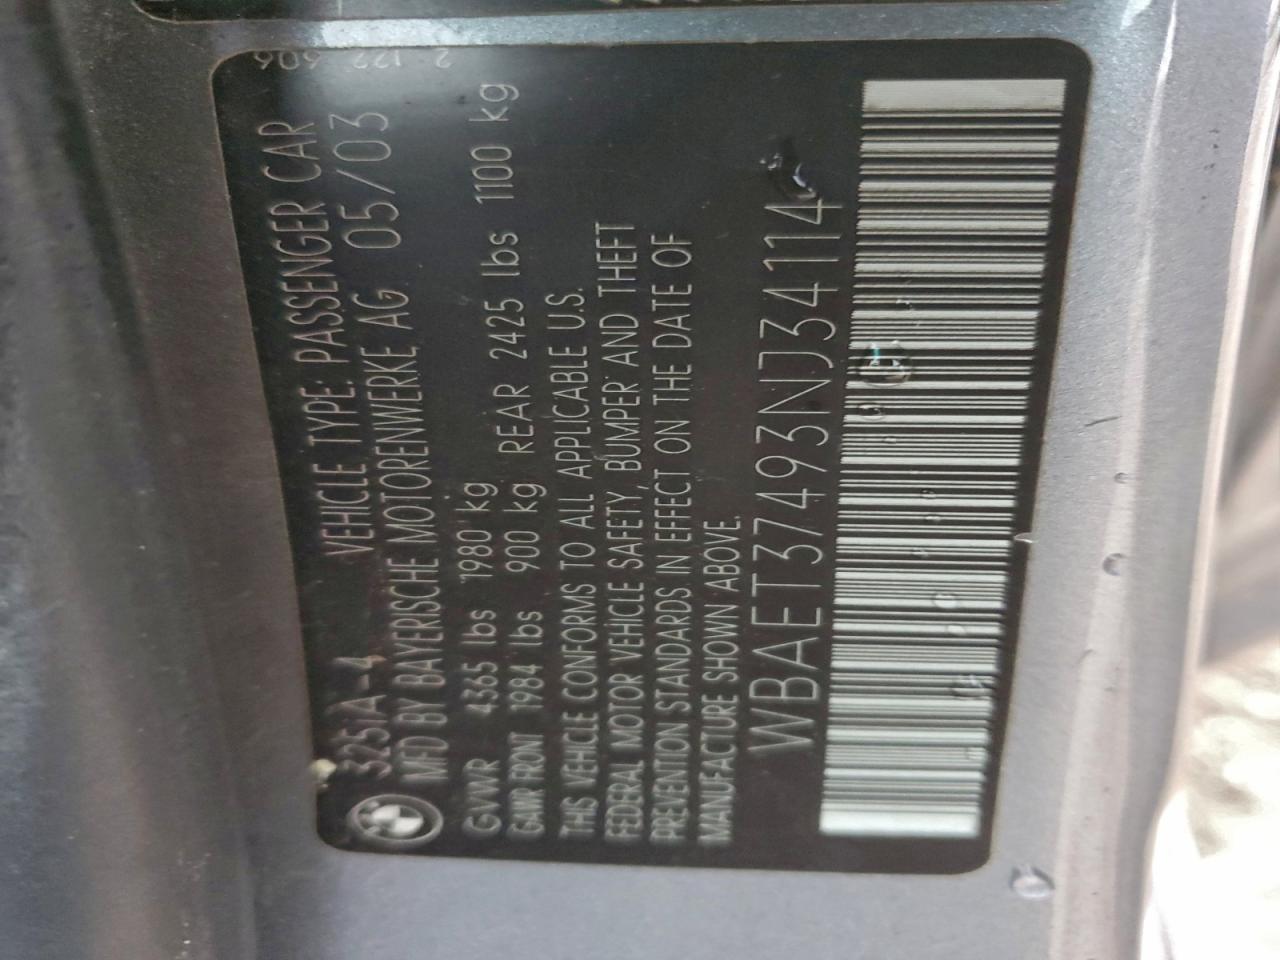 2 122 606
325iA-4 VEHICLE TYPE: PASSENGER CAR
MFD BY BAYERISCHE MOTORENWERKE AG 05/03
GVWR 4365 lbs 1980 kg
GAWR FRONT 1984 lbs 900 kg REAR 2425 lbs 1100 kg
THIS VEHICLE CONFORMS TO ALL APPLICABLE U.S.
FEDERAL MOTOR VEHICLE SAFETY, BUMPER AND THEFT
PREVENTION STANDARDS IN EFFECT ON THE DATE OF
MANUFACTURE SHOWN ABOVE.
WBAET37493NJ34114